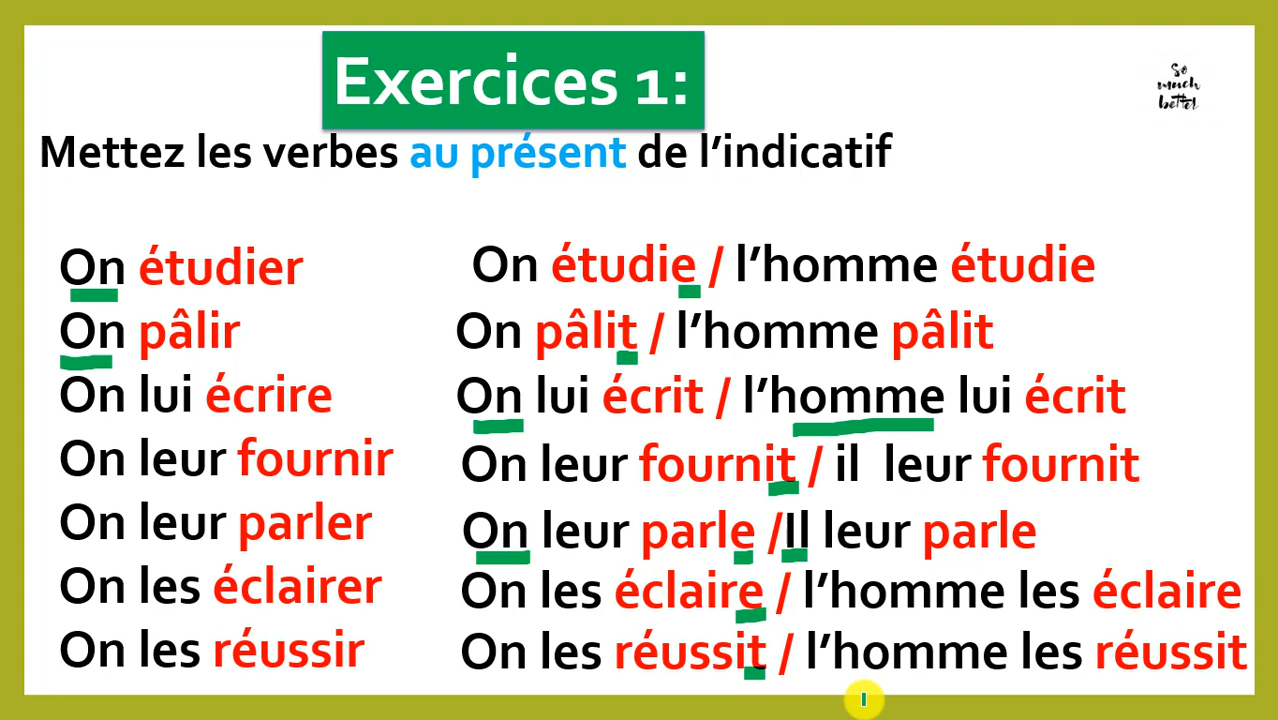 Exercices 1:
So
much
better
Mettez les verbes au présent de l’indicatif
On étudier
On étudie / l’homme étudie
On pâlir
On pâlit / l’homme pâlit
On lui écrire
On lui écrit / l’homme lui écrit
On leur fournir
On leur fournit / il leur fournit
On leur parler
On leur parle /Il leur parle
On les éclairer
On les éclaire / l’homme les éclaire
On les réussir
On les réussit / l’homme les réussit